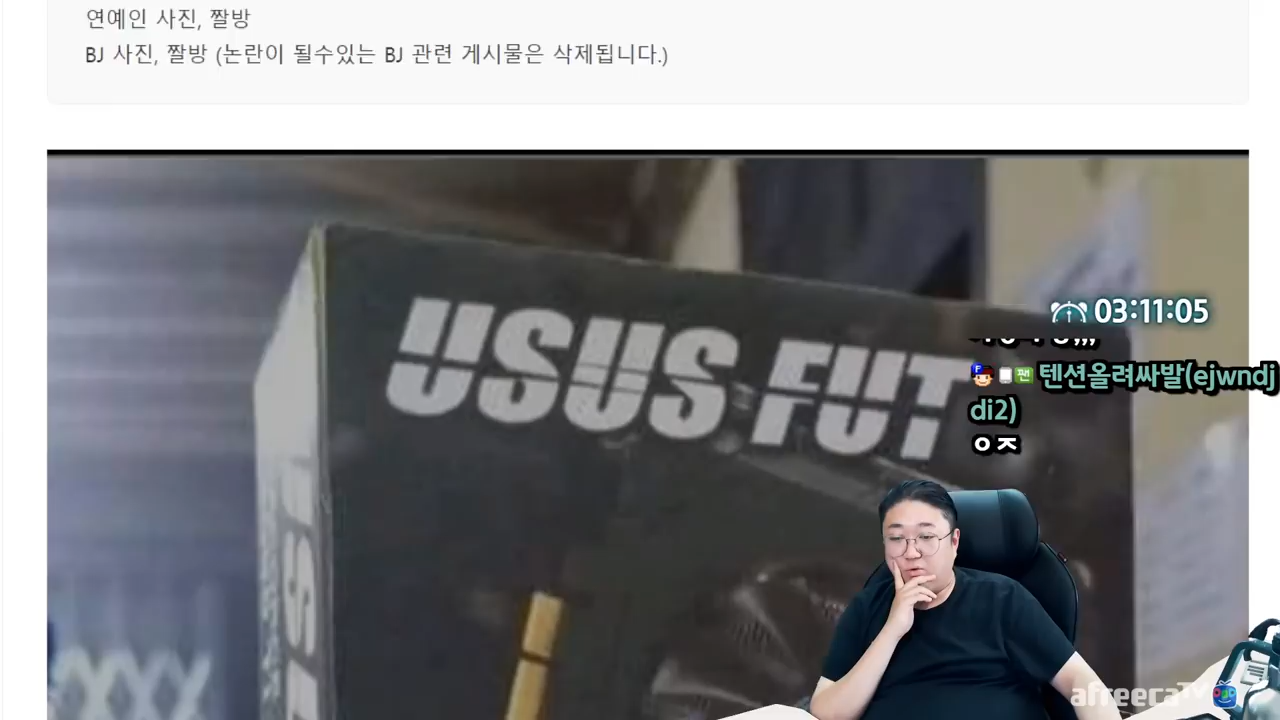 연예인 사진, 짤방
BJ 사진, 짤방 (논란이 될수있는 BJ 관련 게시물은 삭제됩니다.)
USUS FUT
03:11:05
텐션올려싸발(ejwndj
di2)
ㅇㅈ
afreecaTV